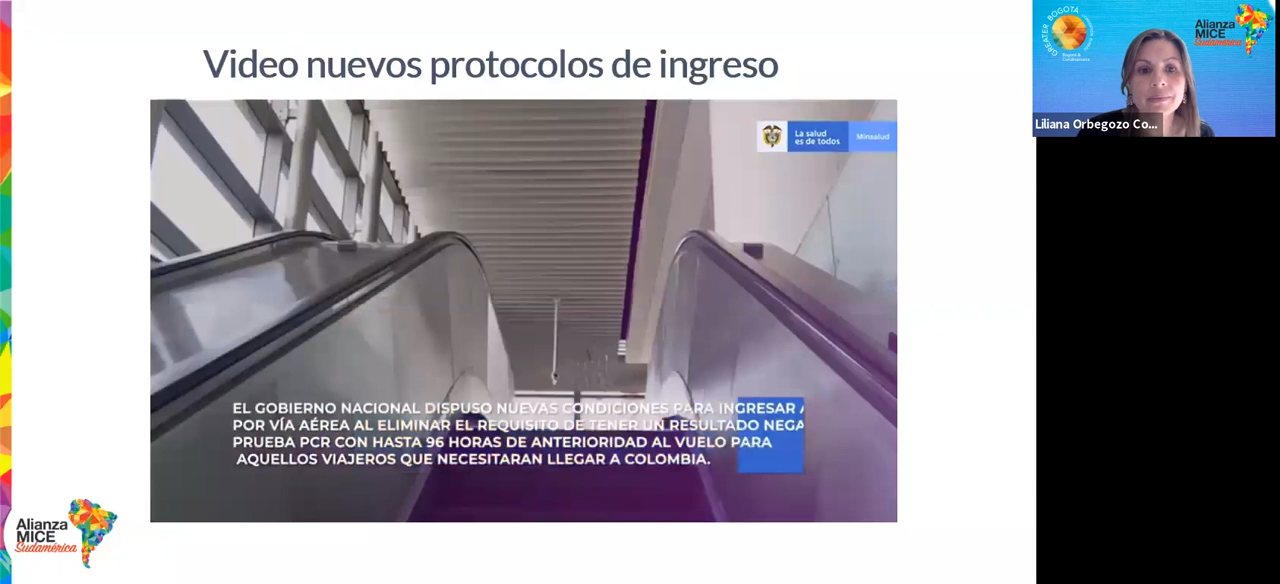 Video nuevos protocolos de ingreso
La salud
es de todos
Minsalud
EL GOBIERNO NACIONAL DISPUSO NUEVAS CONDICIONES PARA INGRESAR
POR VÍA AÉREA AL ELIMINAR EL REQUISITO DE TENER UN RESULTADO NEGA
PRUEBA PCR CON HASTA 96 HORAS DE ANTERIORIDAD AL VUELO PARA
AQUELLOS VIAJEROS QUE NECESITARAN LLEGAR A COLOMBIA.
Alianza
MICE
Sudamérica
GREATER BOGOTA
Alianza
MICE
Sudamérica
Liliana Orbegozo Co...